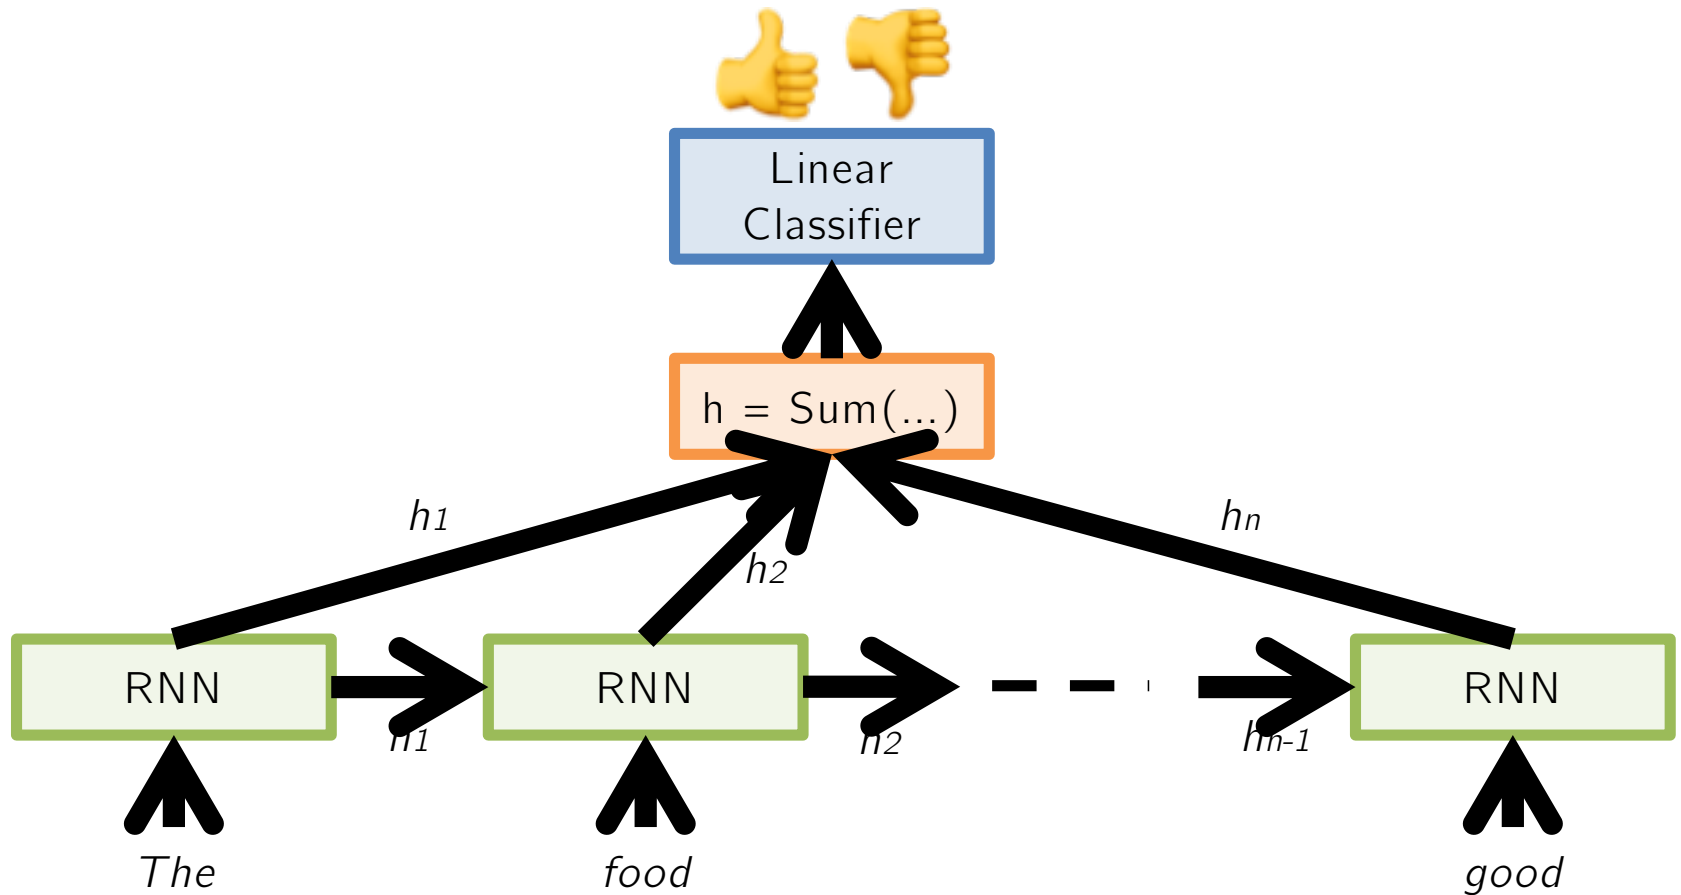 Linear
Classifier
h = Sum(...)
h1
hn
h2
RNN
RNN
RNN
h1
h2
hn-1
The
food
good